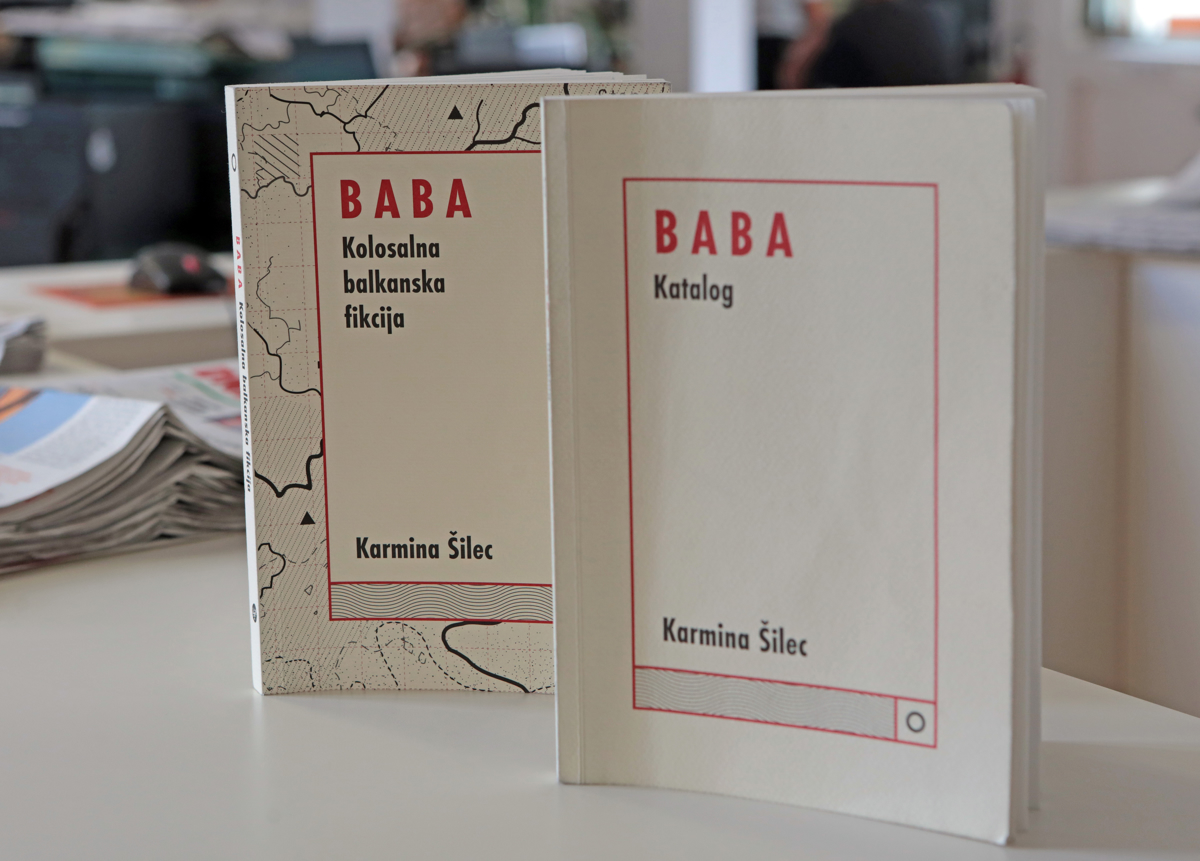 BABA
Kolosalna
balkanska
fikcija
Karmina Šilec
BABA Kolosalna balkanska fikcija
BABA
Katalog
Karmina Šilec